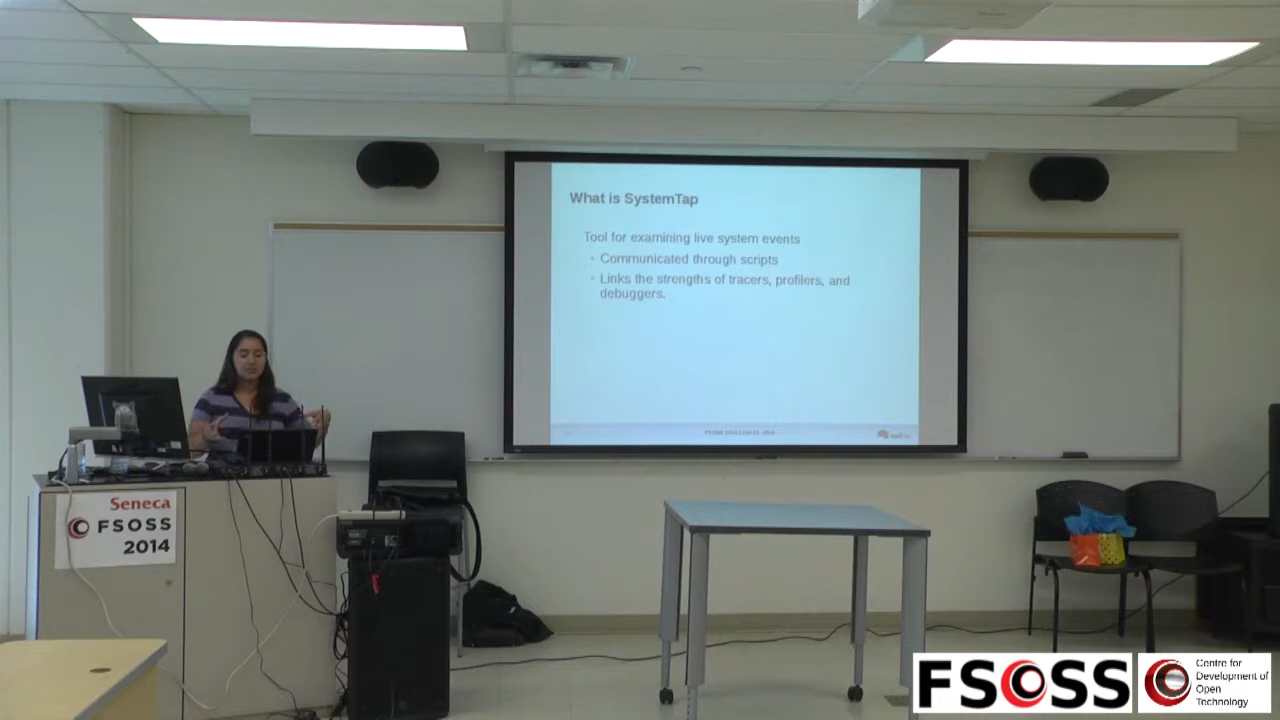 What is SystemTap
Tool for examining live system events
Communicated through scripts
Links the strengths of tracers, profilers, and
debuggers.
Seneca
FSOSS
2014
FSOSS
Centre for
Development of
Open
Technology